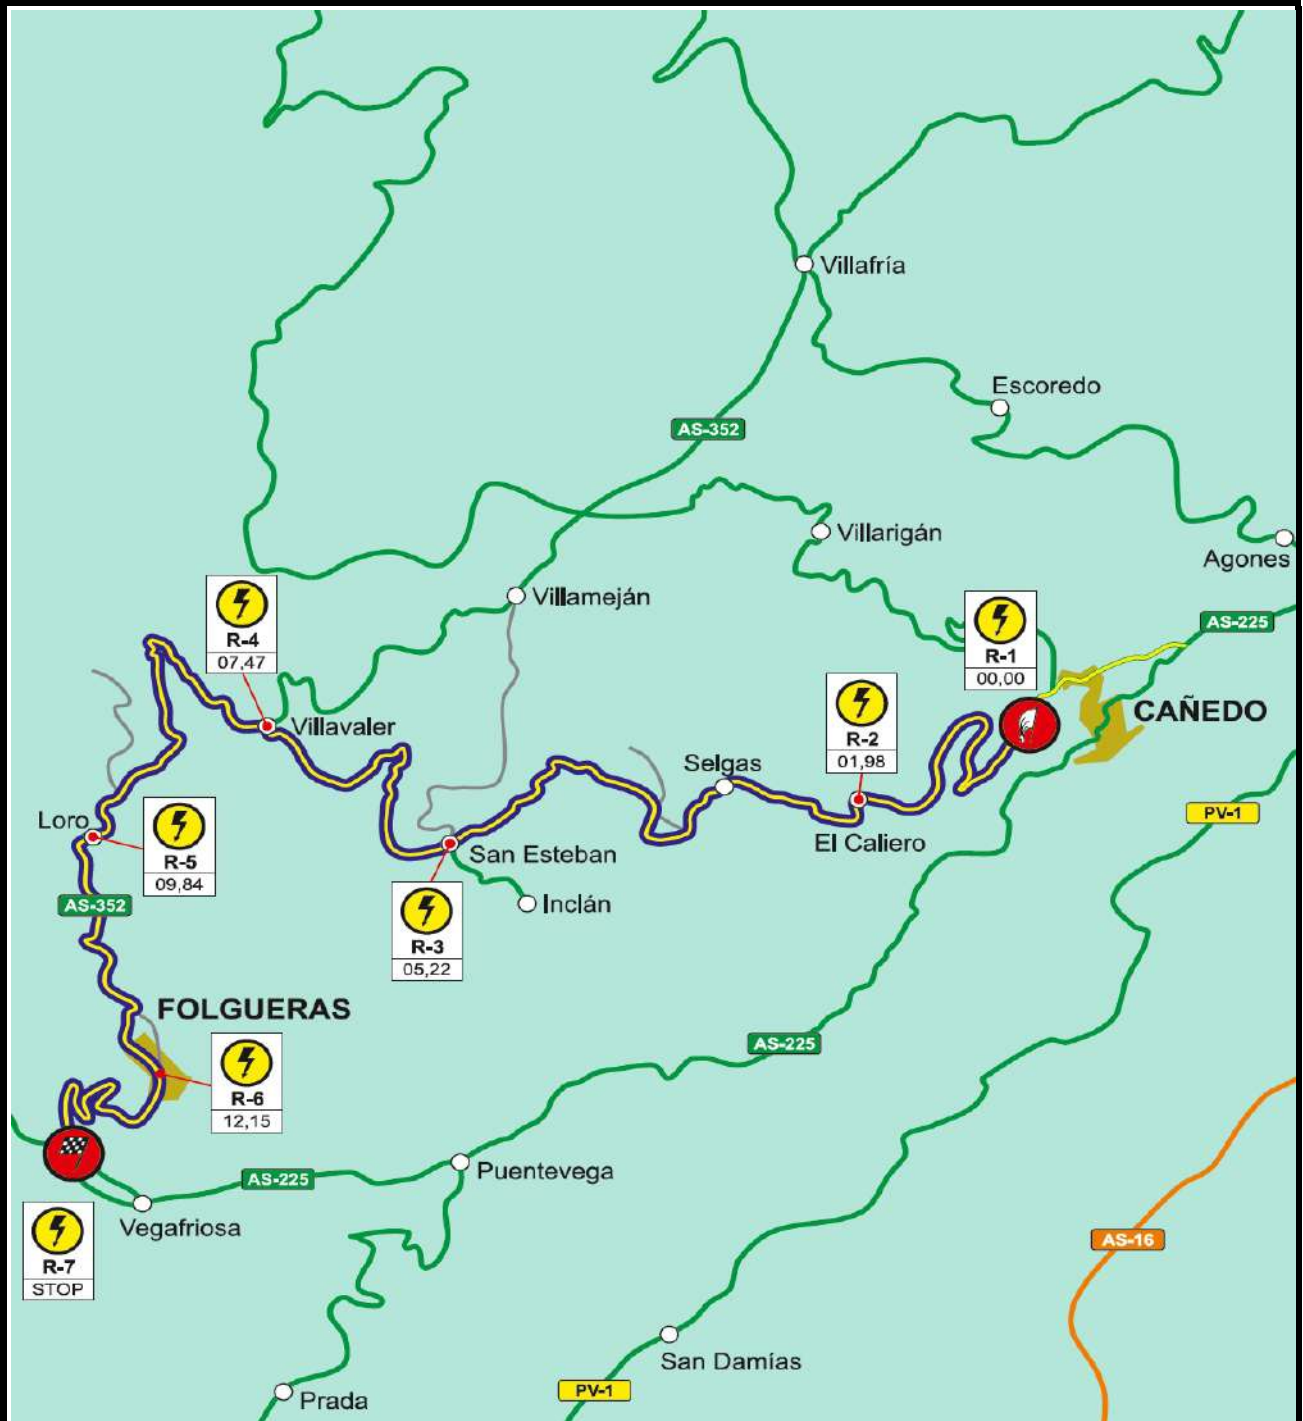 Villafría
Escoredo
AS-352
Villarigán
Agones
R-4
07,47
Villameján
R-1
00,00
AS-225
Villavaler
R-2
01,98
CAÑEDO
Selgas
Loro
R-5
09,84
El Caliero
PV-1
San Esteban
AS-352
R-3
05,22
Inclán
FOLGUERAS
R-6
12,15
AS-225
AS-225
Puentevega
Vegafriosa
R-7
STOP
AS-16
San Damías
PV-1
Prada